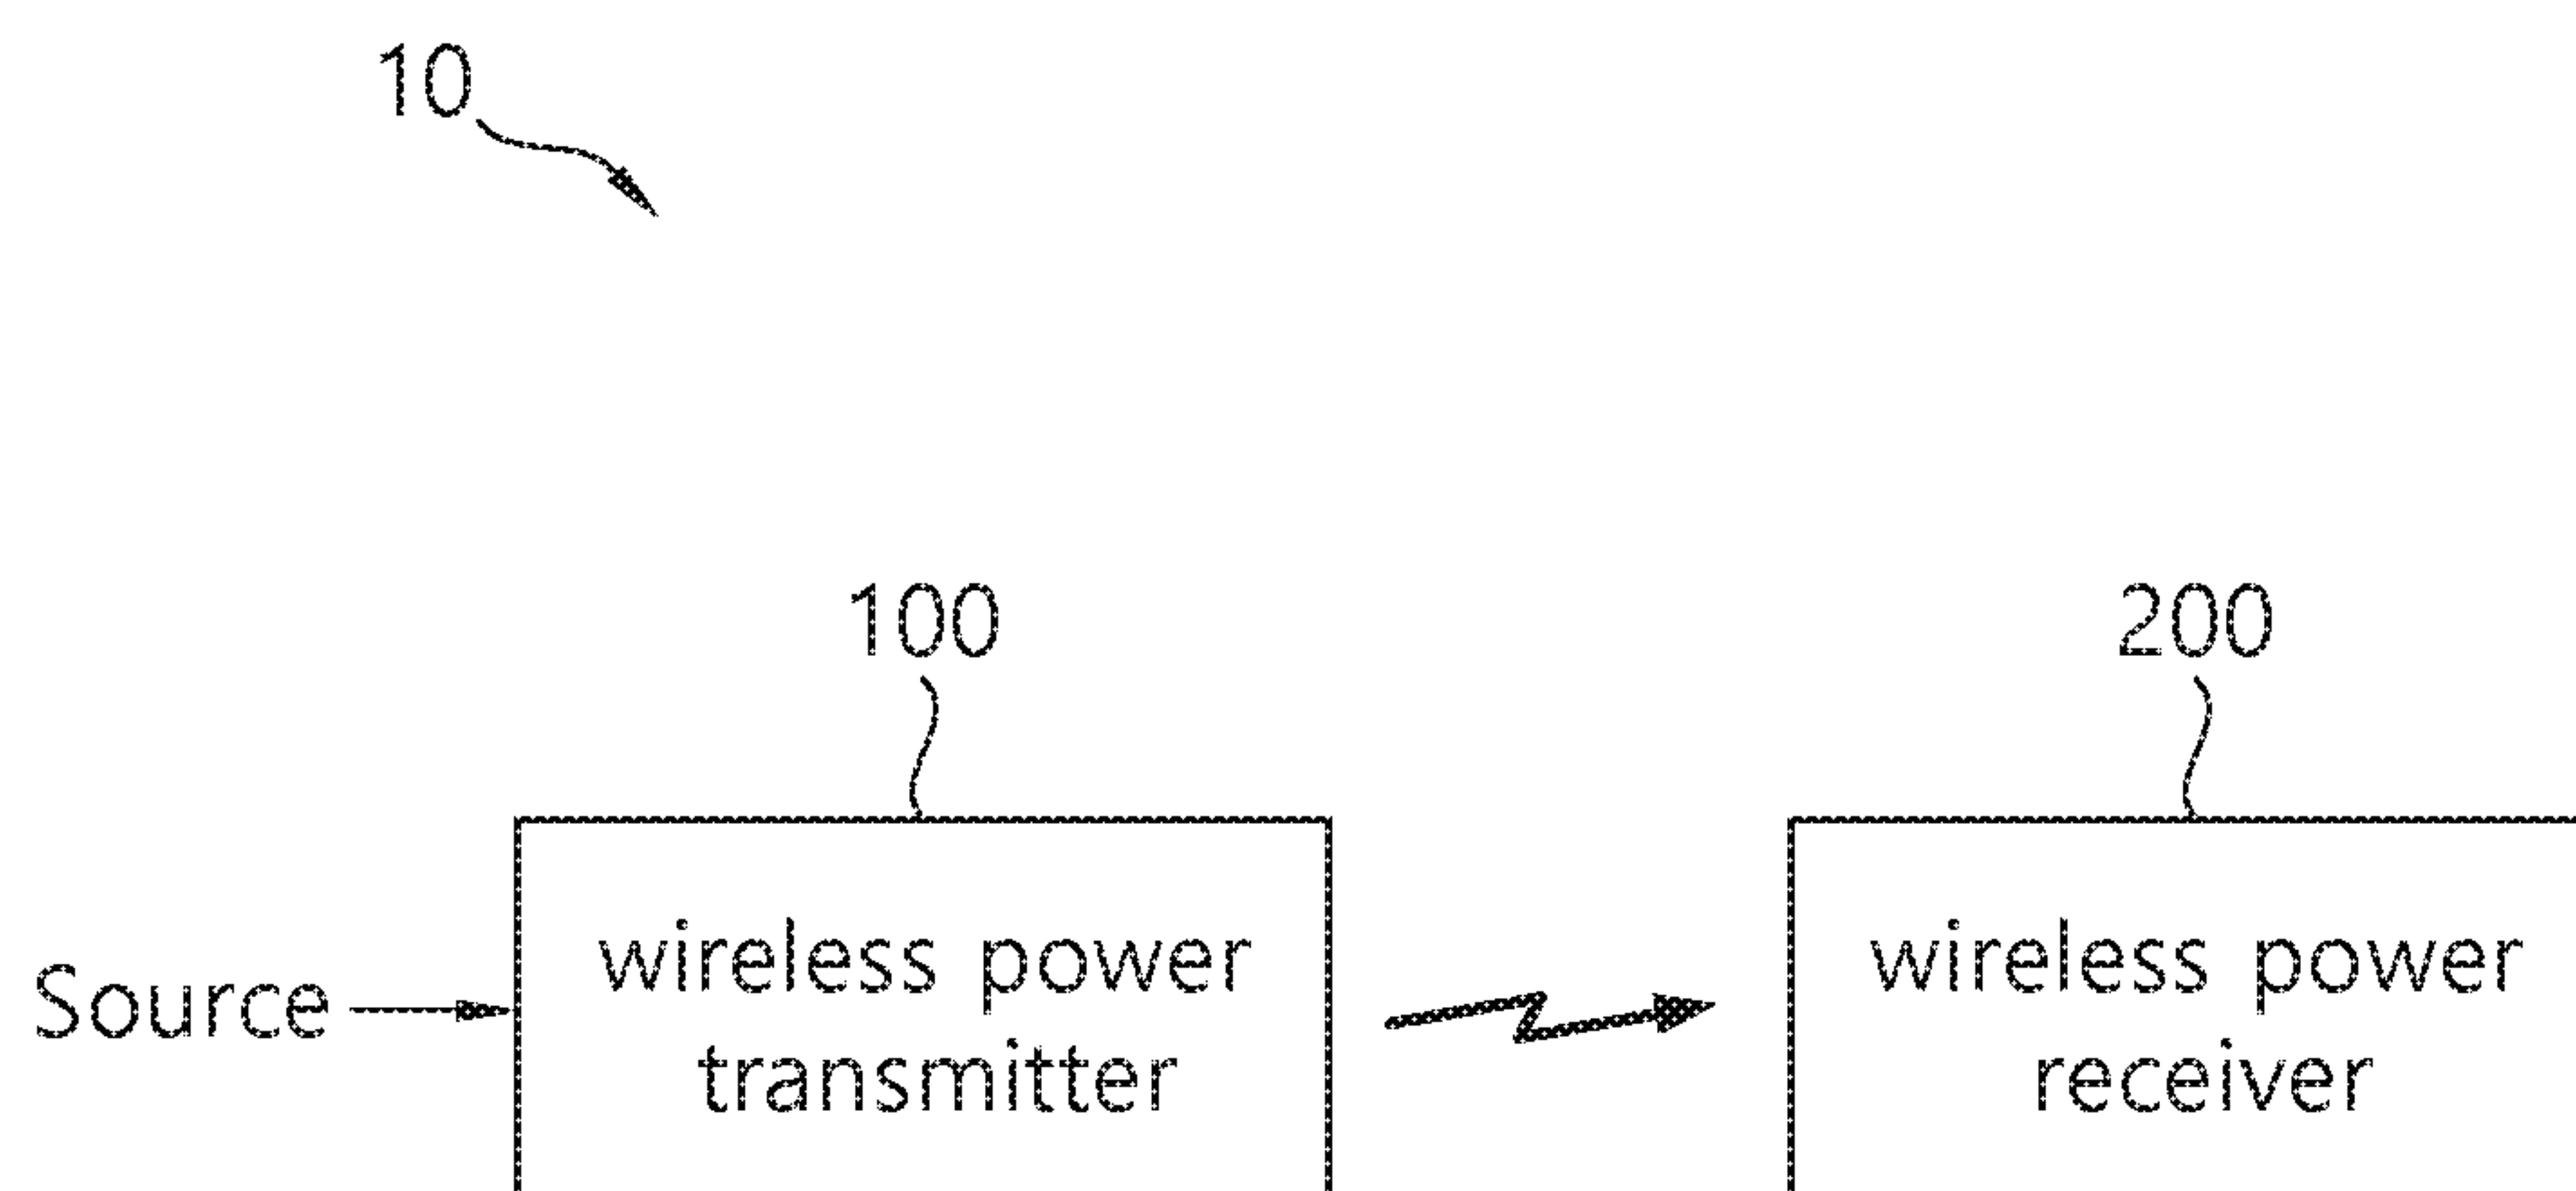 10
100
200
Source
wireless power
transmitter
wireless power
receiver